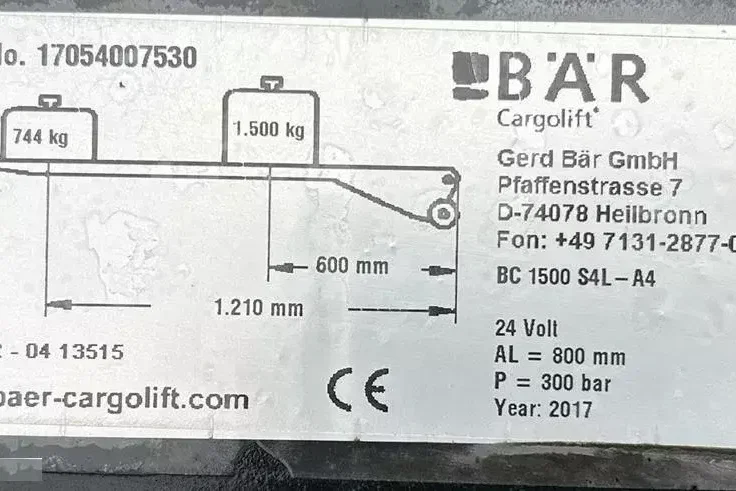 No. 17054007530
744 kg
1.500 kg
600 mm
1.210 mm
- 04 13515
baer-cargolift.com
CE
BÄR
Cargolift
Gerd Bär GmbH
Pfaffenstrasse 7
D-74078 Heilbronn
Fon: +49 7131-2877-0
BC 1500 S4L-A4
24 Volt
AL = 800 mm
P = 300 bar
Year: 2017